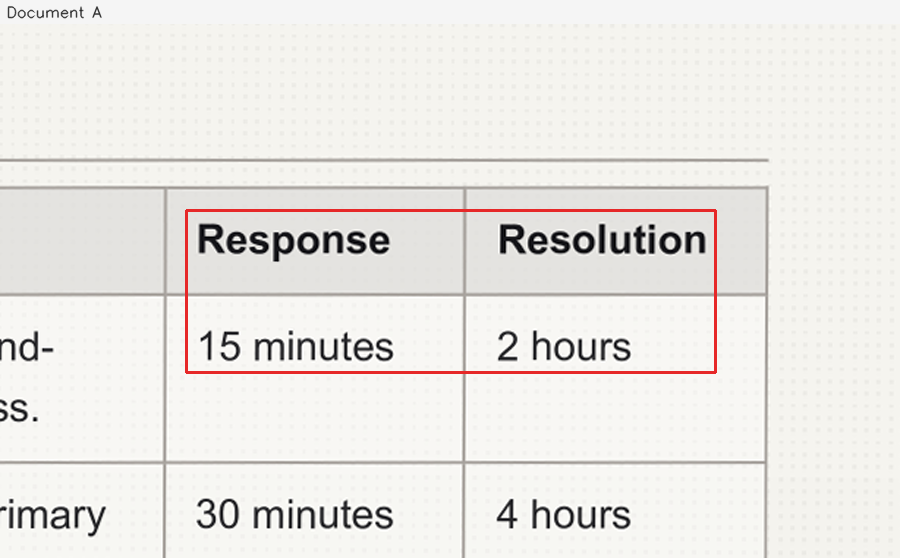 Document A
Response Resolution
nd- 15 minutes 2 hours
ss.
rimary 30 minutes 4 hours